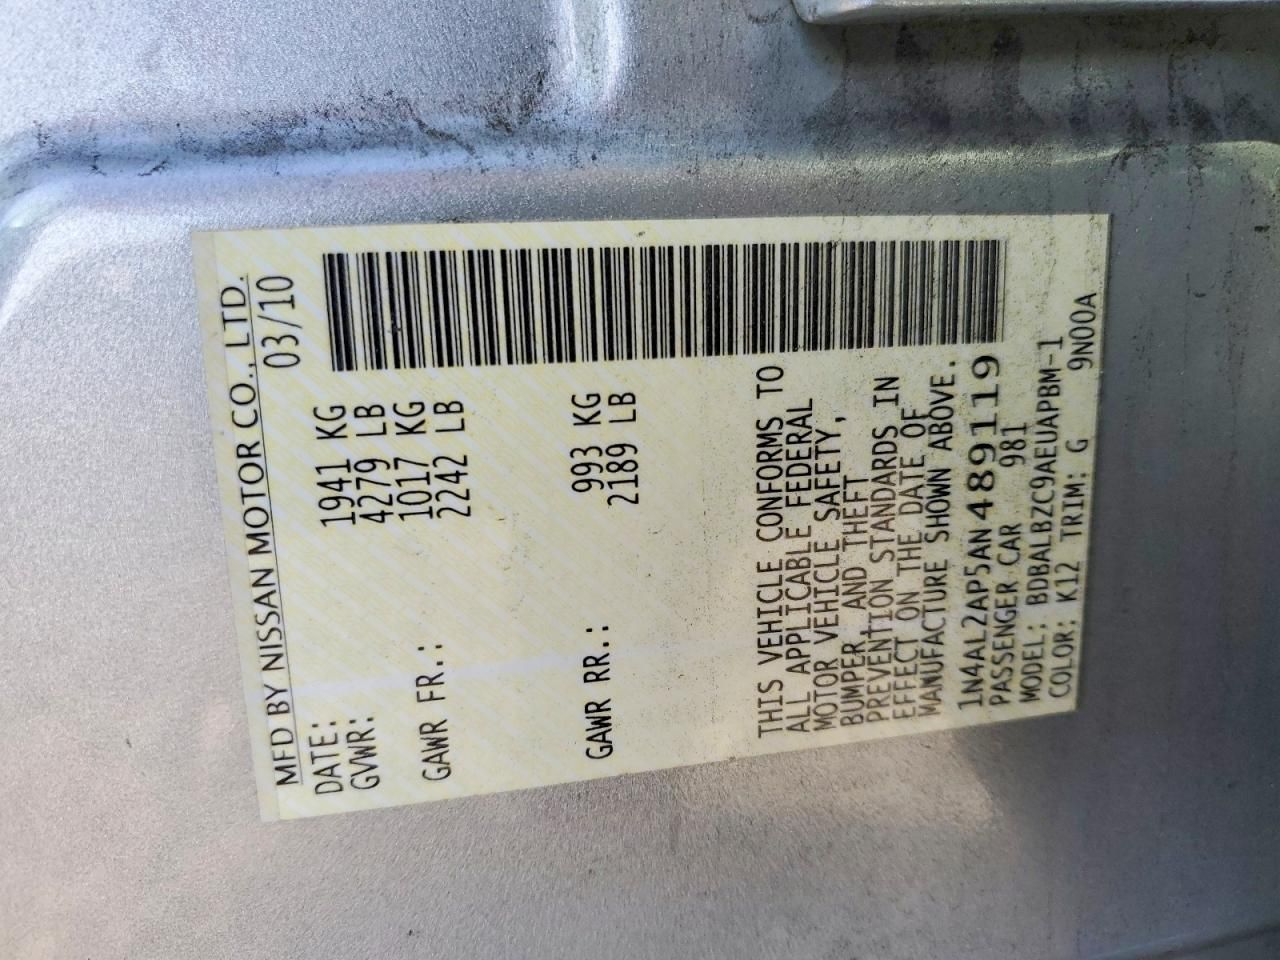 MFD BY NISSAN MOTOR CO., LTD.
DATE: 03/10
GVWR: 1941 KG
4279 LB
GAWR FR.: 1017 KG
2242 LB
GAWR RR.: 993 KG
2189 LB
THIS VEHICLE CONFORMS TO
ALL APPLICABLE FEDERAL
MOTOR VEHICLE SAFETY,
BUMPER, AND THEFT
PREVENTION STANDARDS IN
EFFECT ON THE DATE OF
MANUFACTURE SHOWN ABOVE.
1N4AL2AP5AN489119
PASSENGER CAR 981
MODEL: BDBALBZC9AEUAPBM-1
COLOR: K12 TRIM: G 9N00A